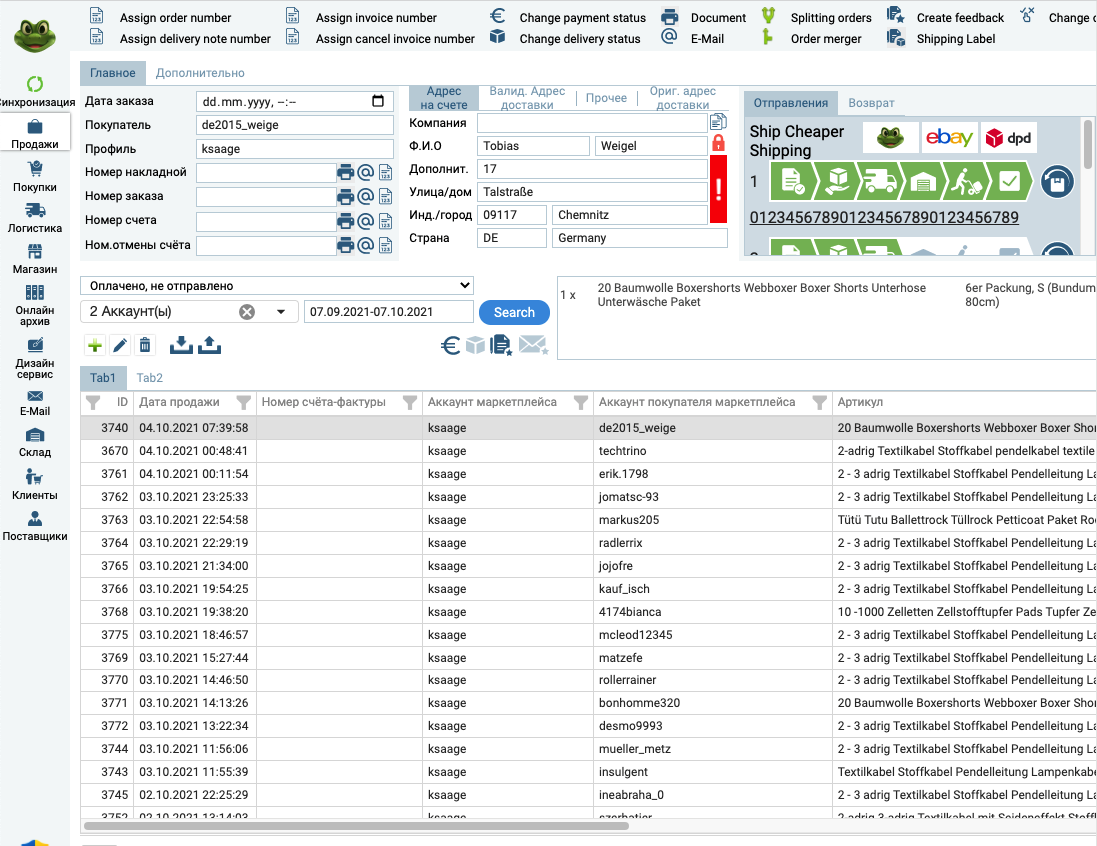 Assign order number
Assign invoice number
Change payment status
Document
Splitting orders
Create feedback
Change
Assign delivery note number
Assign cancel invoice number
Change delivery status
E-Mail
Order merger
Shipping Label
Синхронизация
Продажи
Покупки
Логистика
Магазин
Онлайн
архив
Дизайн
сервис
E-Mail
Склад
Клиенты
Поставщики
Главное
Дополнительно
Дата заказа
dd.mm.yyyy, --:--
Покупатель
de2015_weige
Профиль
ksaage
Номер накладной
Номер заказа
Номер счета
Ном.отмены счёта
Адрес
на счете
Валид. Адрес
доставки
Прочее
Ориг. адрес
доставки
Компания
Ф.И.О
Tobias
Weigel
Дополнит.
17
Улица/дом
Talstraße
Инд./город
09117
Chemnitz
Страна
DE
Germany
!
Отправления
Возврат
Ship Cheaper
Shipping
ebay
dpd
1
012345678901234567890123456789
Оплачено, не отправлено
2 Аккаунт(ы)
07.09.2021-07.10.2021
Search
1 x
20 Baumwolle Boxershorts Webboxer Boxer Shorts Unterhose
Unterwäsche Paket
6er Packung, S (Bundum
80cm)
Tab1
Tab2
ID
Дата продажи
Номер счёта-фактуры
Аккаунт маркетплейса
Аккаунт покупателя маркетплейса
Артикул
3740 04.10.2021 07:39:58 ksaage de2015_weige 20 Baumwolle Boxershorts Webboxer Boxer Shor
3670 04.10.2021 00:48:41 ksaage techtrino 2-adrig Textilkabel Stoffkabel pendelkabel textile
3761 04.10.2021 00:11:54 ksaage erik.1798 2 - 3 adrig Textilkabel Stoffkabel Pendelleitung La
3762 03.10.2021 23:25:33 ksaage jomatsc-93 2 - 3 adrig Textilkabel Stoffkabel Pendelleitung La
3763 03.10.2021 22:54:58 ksaage markus205 Tütü Tutu Ballettrock Tüllrock Petticoat Paket Roc
3764 03.10.2021 22:29:19 ksaage radlerrix 2 - 3 adrig Textilkabel Stoffkabel Pendelleitung La
3765 03.10.2021 21:34:00 ksaage jojofre 2 - 3 adrig Textilkabel Stoffkabel Pendelleitung La
3766 03.10.2021 19:54:25 ksaage kauf_isch 2 - 3 adrig Textilkabel Stoffkabel Pendelleitung La
3768 03.10.2021 19:38:20 ksaage 4174bianca 10 -1000 Zelletten Zellstofftupfer Pads Tupfer Ze
3775 03.10.2021 18:46:57 ksaage mcleod12345 2 - 3 adrig Textilkabel Stoffkabel Pendelleitung La
3769 03.10.2021 15:27:44 ksaage matzefe 2 - 3 adrig Textilkabel Stoffkabel Pendelleitung La
3770 03.10.2021 14:46:50 ksaage rollerrainer 2 - 3 adrig Textilkabel Stoffkabel Pendelleitung La
3771 03.10.2021 14:13:26 ksaage bonhomme320 20 Baumwolle Boxershorts Webboxer Boxer Shor
3772 03.10.2021 13:22:34 ksaage desmo9993 2 - 3 adrig Textilkabel Stoffkabel Pendelleitung La
3744 03.10.2021 11:56:06 ksaage mueller_metz 2 - 3 adrig Textilkabel Stoffkabel Pendelleitung La
3743 03.10.2021 11:55:39 ksaage insulgent Textilkabel Stoffkabel Pendelleitung Lampenkabe
3745 02.10.2021 22:25:29 ksaage ineabraha_0 2 - 3 adrig Textilkabel Stoffkabel Pendelleitung La
3752 02.10.2021 13:14:03 ksaage szerbatier 2-adrig 3-adrig Textilkabel mit Seideneffekt Stoff